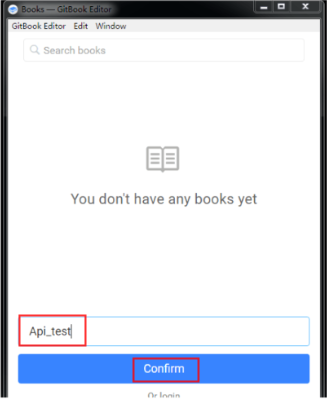 Books — GitBook Editor
GitBook Editor Edit Window
Search books
You don't have any books yet
Api_test
Confirm
Or login